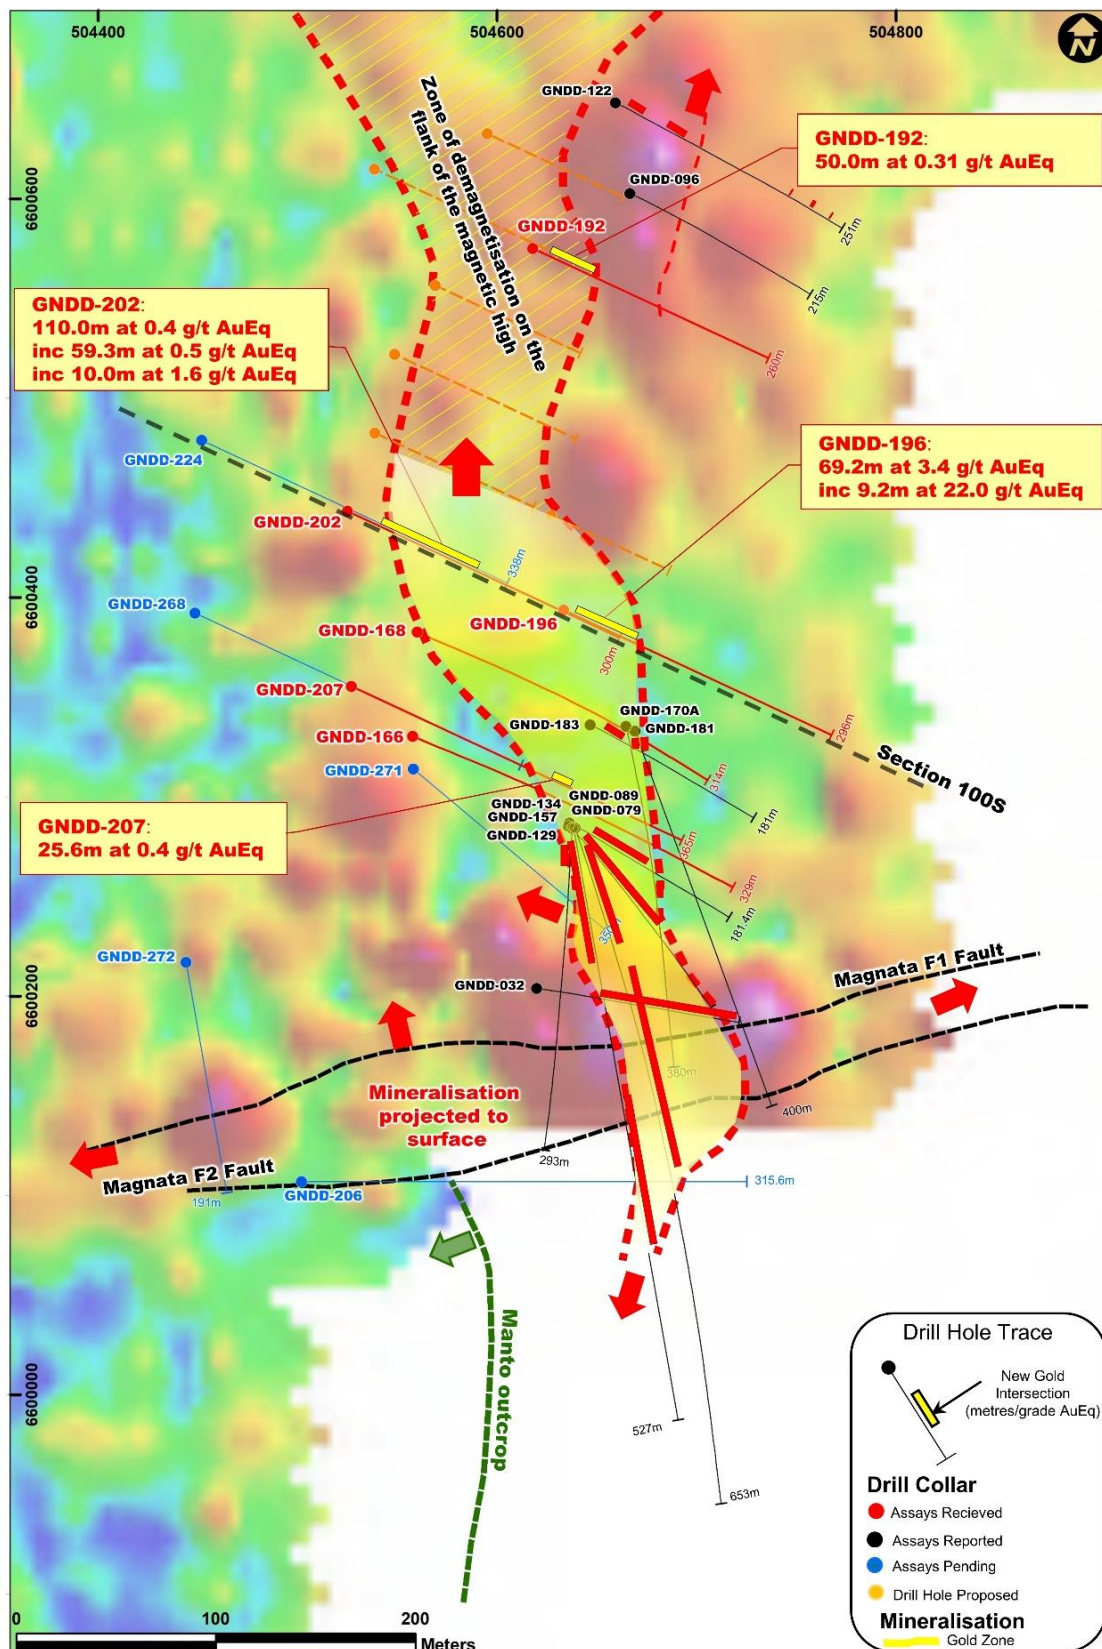 504400
504600
504800
N
6600600
6600400
6600200
6600000
Zone of demagnetisation on the
flank of the magnetic high
GNDD-122
251m
GNDD-096
215m
GNDD-192:
50.0m at 0.31 g/t AuEq
GNDD-192
260m
GNDD-202:
110.0m at 0.4 g/t AuEq
inc 59.3m at 0.5 g/t AuEq
inc 10.0m at 1.6 g/t AuEq
GNDD-196:
69.2m at 3.4 g/t AuEq
inc 9.2m at 22.0 g/t AuEq
GNDD-224
GNDD-202
338m
GNDD-268
GNDD-168
GNDD-196
300m
296m
Section 100S
GNDD-207
GNDD-183
GNDD-170A
GNDD-181
GNDD-166
314m
181m
GNDD-271
GNDD-089
GNDD-134
GNDD-079
GNDD-157
GNDD-129
365m
329m
181.4m
GNDD-207:
25.6m at 0.4 g/t AuEq
350m
GNDD-272
GNDD-032
Magnata F1 Fault
380m
400m
Mineralisation
projected to
surface
293m
Magnata F2 Fault
191m
GNDD-206
315.6m
Manto outcrop
527m
653m
Drill Hole Trace
New Gold
Intersection
(metres/grade AuEq)
Drill Collar
Assays Recieved
Assays Reported
Assays Pending
Drill Hole Proposed
Mineralisation
Gold Zone
0
100
200
Meters